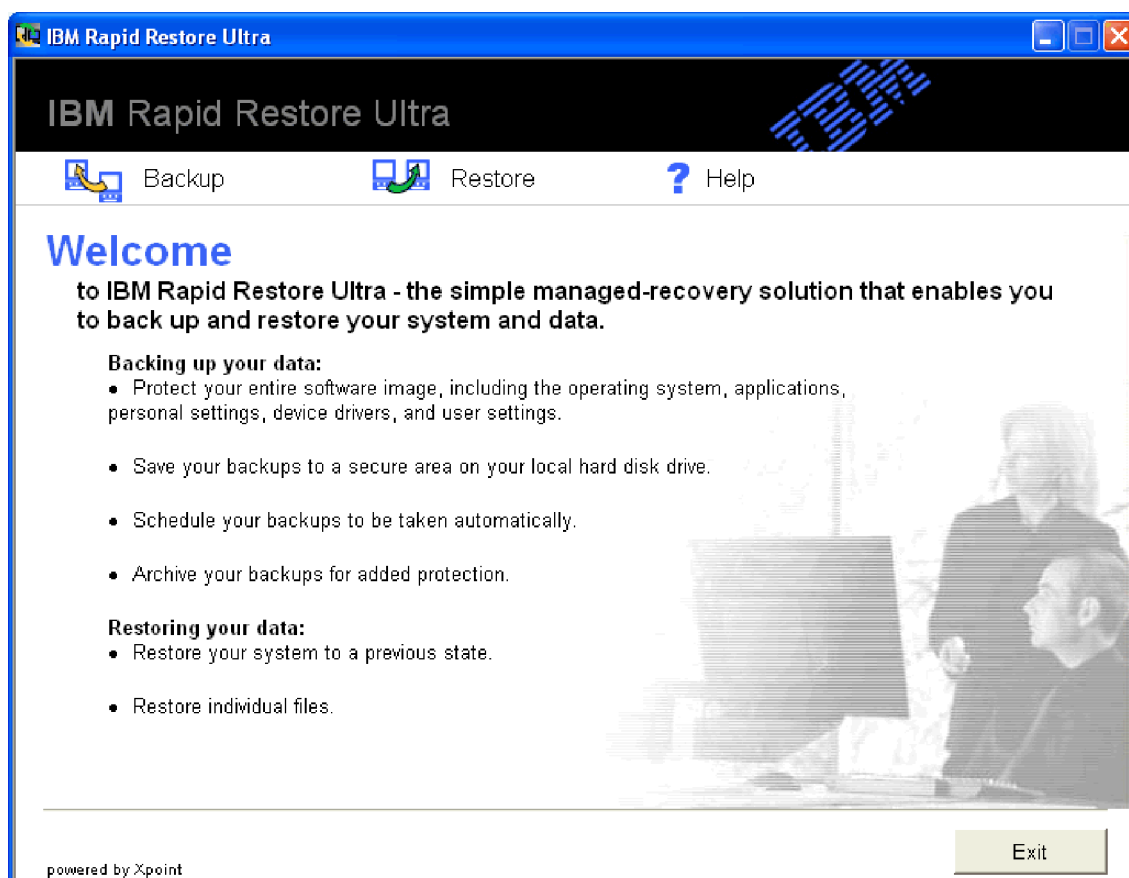 IBM Rapid Restore Ultra
IBM Rapid Restore Ultra
IBM
Backup
Restore
? Help
Welcome
to IBM Rapid Restore Ultra - the simple managed-recovery solution that enables you
to back up and restore your system and data.
Backing up your data:
• Protect your entire software image, including the operating system, applications,
personal settings, device drivers, and user settings.
• Save your backups to a secure area on your local hard disk drive.
• Schedule your backups to be taken automatically.
• Archive your backups for added protection.
Restoring your data:
• Restore your system to a previous state.
• Restore individual files.
Exit
powered by Xpoint